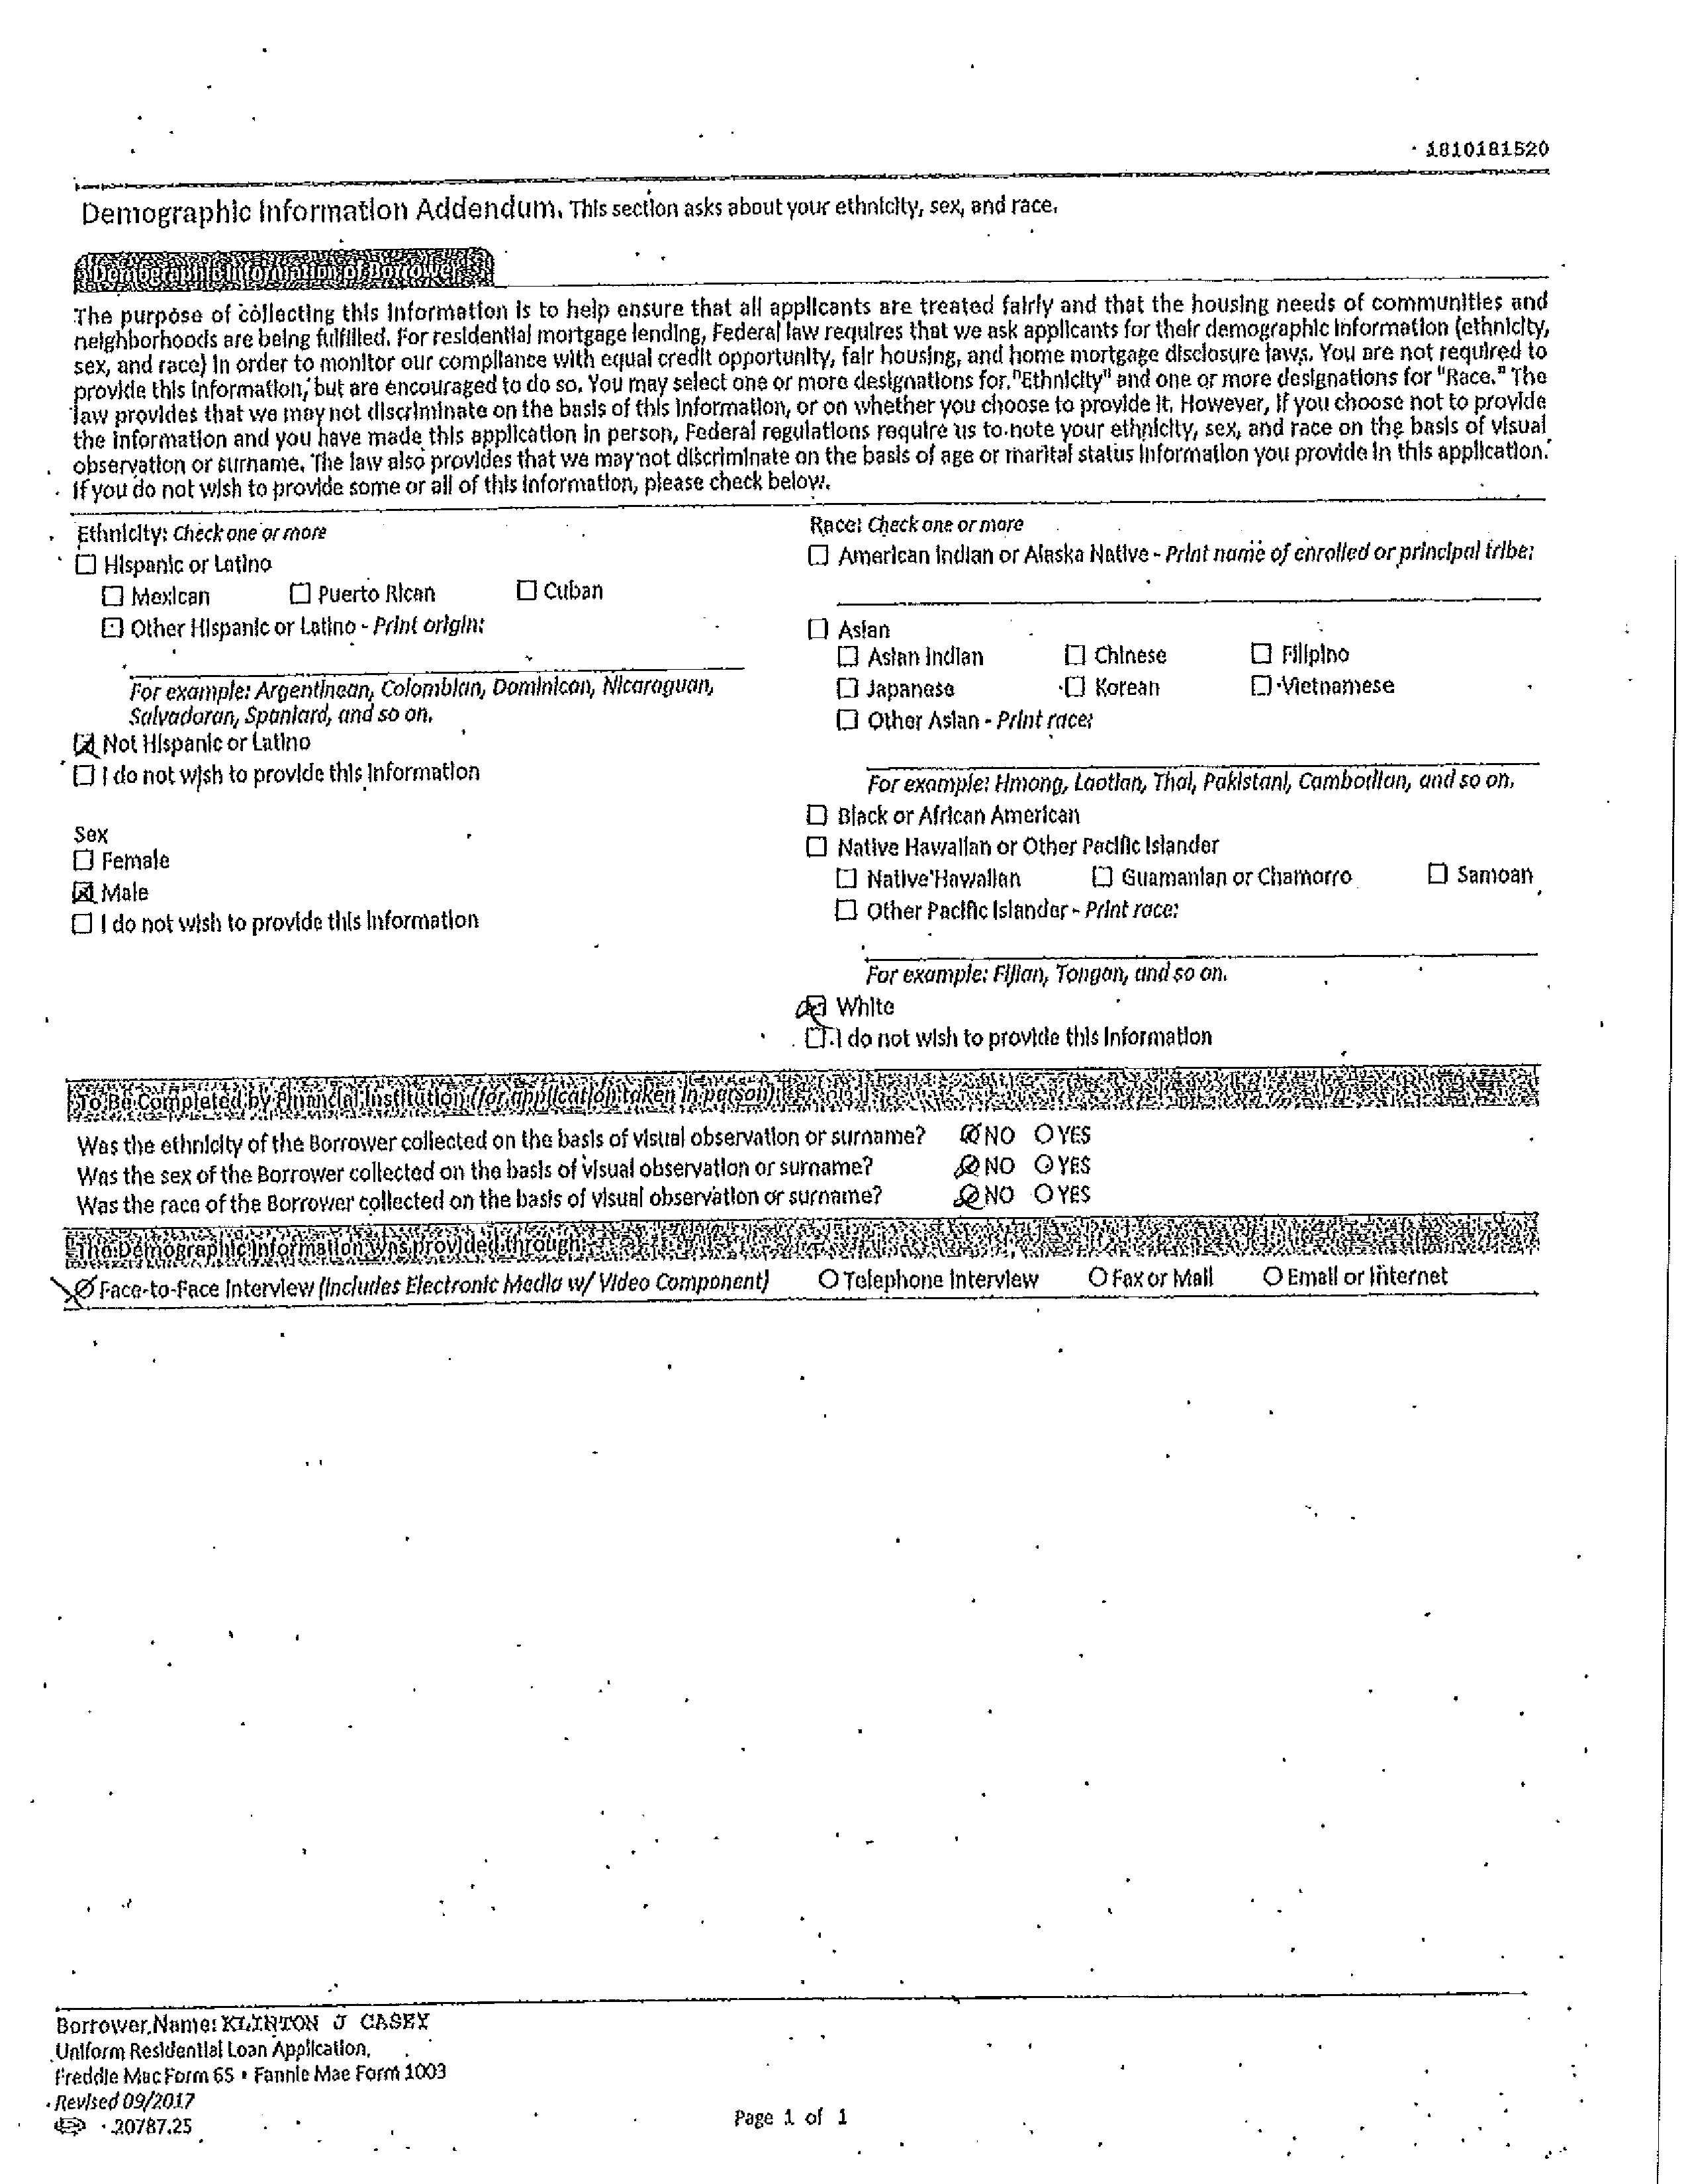 1810181520
Demographic Information Addendum. This section asks about your ethnicity, sex, and race.
Demographic Information of Borrower
The purpose of collecting this information is to help ensure that all applicants are treated fairly and that the housing needs of communities and
neighborhoods are being fulfilled. For residential mortgage lending, Federal law requires that we ask applicants for their demographic information (ethnicity,
sex, and race) in order to monitor our compliance with equal credit opportunity, fair housing, and home mortgage disclosure laws. You are not required to
provide this information, but are encouraged to do so. You may select one or more designations for "Ethnicity" and one or more designations for "Race." The
law provides that we may not discriminate on the basis of this information, or on whether you choose to provide it. However, if you choose not to provide
the information and you have made this application in person, Federal regulations require us to note your ethnicity, sex, and race on the basis of visual
observation or surname. The law also provides that we may not discriminate on the basis of age or marital status information you provide in this application.
If you do not wish to provide some or all of this information, please check below.
Ethnicity: Check one or more
☐ Hispanic or Latino
☐ Mexican ☐ Puerto Rican ☐ Cuban
☐ Other Hispanic or Latino - Print origin:
For example: Argentinean, Colombian, Dominican, Nicaraguan,
Salvadoran, Spaniard, and so on.
☒ Not Hispanic or Latino
☐ I do not wish to provide this information
Sex
☐ Female
☒ Male
☐ I do not wish to provide this information
Race: Check one or more
☐ American Indian or Alaska Native - Print name of enrolled or principal tribe:
☐ Asian
☐ Asian Indian ☐ Chinese ☐ Filipino
☐ Japanese ☐ Korean ☐ Vietnamese
☐ Other Asian - Print race:
For example: Hmong, Laotian, Thai, Pakistani, Cambodian, and so on.
☐ Black or African American
☐ Native Hawaiian or Other Pacific Islander
☐ Native Hawaiian ☐ Guamanian or Chamorro ☐ Samoan
☐ Other Pacific Islander - Print race:
For example: Fijian, Tongan, and so on.
☒ White
☐ I do not wish to provide this information
To Be Completed by Financial Institution (for application taken in person):
Was the ethnicity of the Borrower collected on the basis of visual observation or surname? ⦻ NO ○ YES
Was the sex of the Borrower collected on the basis of visual observation or surname? ⦻ NO ○ YES
Was the race of the Borrower collected on the basis of visual observation or surname? ⦻ NO ○ YES
The Demographic Information was provided through:
⦻ Face-to-Face Interview (Includes Electronic Media w/ Video Component) ○ Telephone Interview ○ Fax or Mail ○ Email or Internet
Borrower Name: KLINTON J CASEY
Uniform Residential Loan Application
Freddie Mac Form 65 • Fannie Mae Form 1003
Revised 09/2017
20787.25
Page 1 of 1